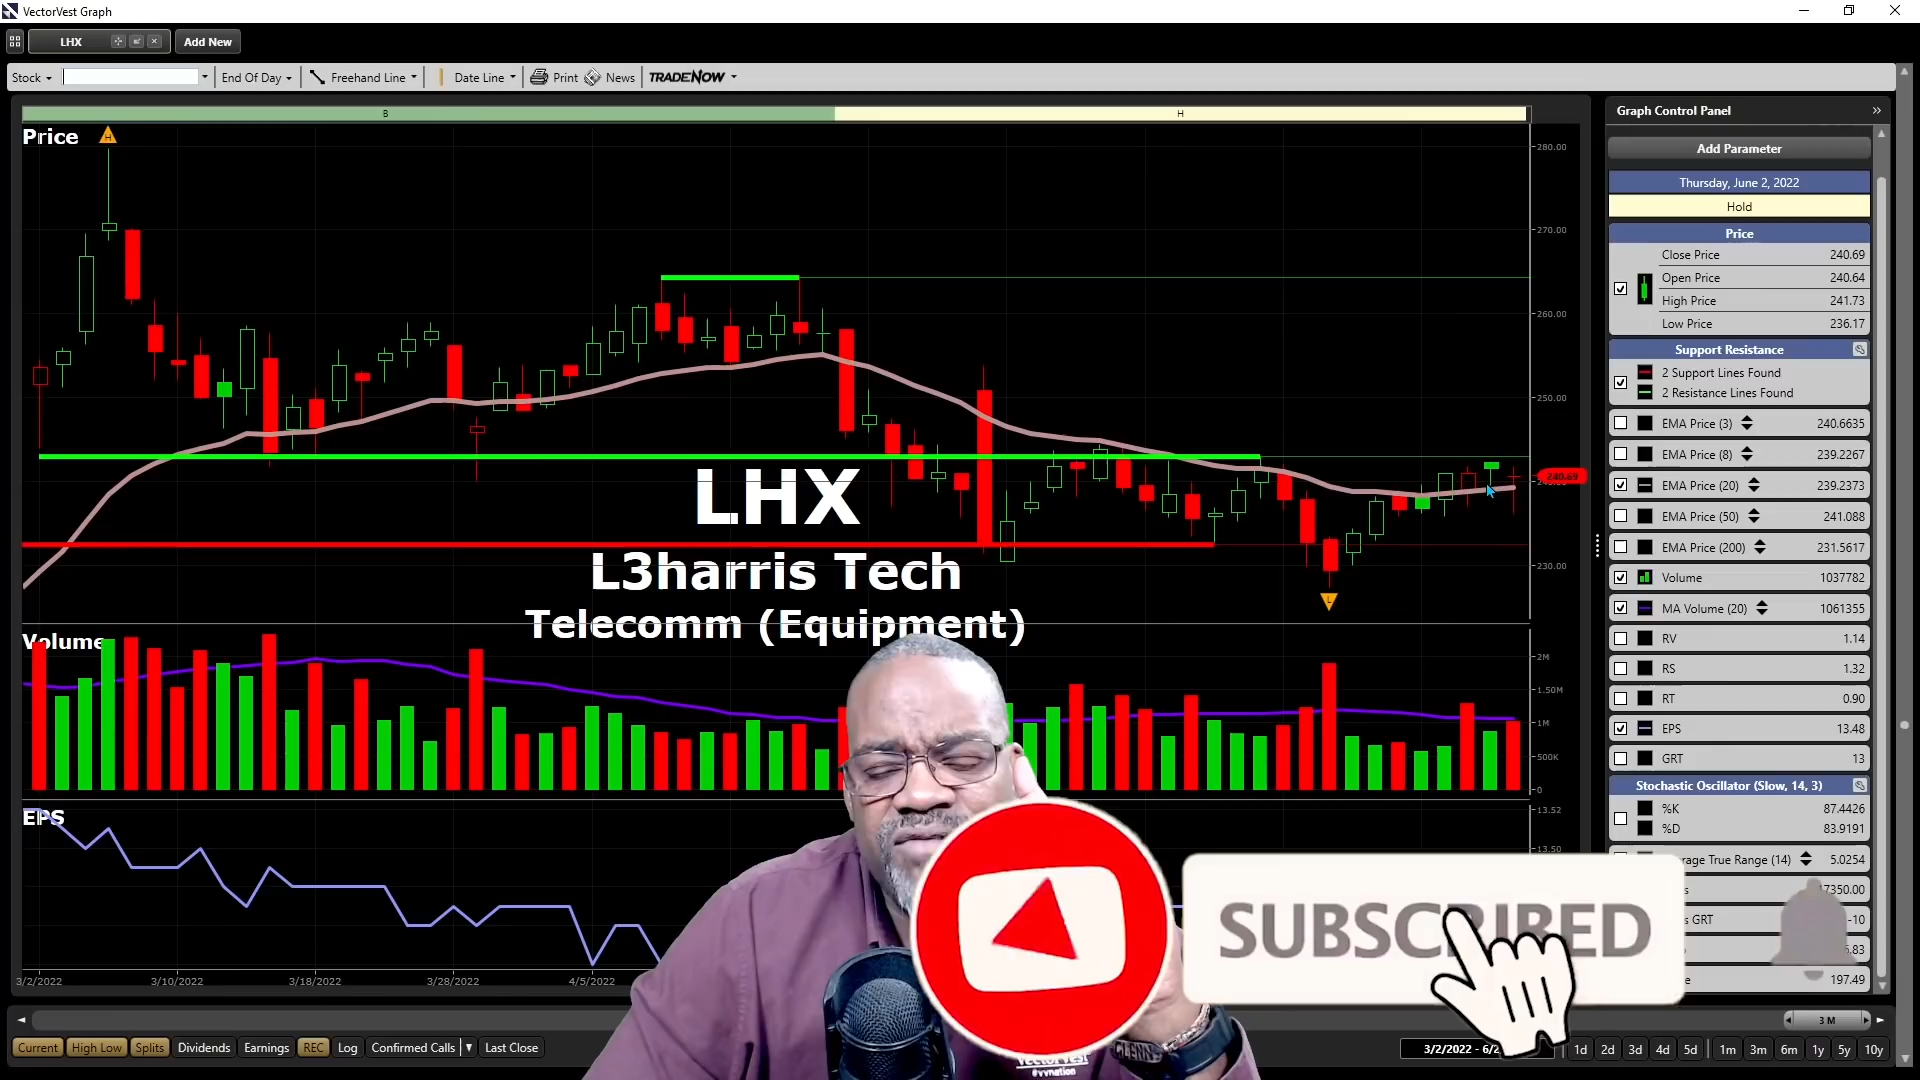 VectorVest Graph
LHX
Add New
Stock
End Of Day
Freehand Line
Date Line
Print
News
TRADENOW
B
H
Price
H
280.00
270.00
260.00
250.00
240.69
230.00
LHX
L3harris Tech
Telecomm (Equipment)
L
Volume
2M
1.50M
1M
500K
0
EPS
13.52
13.50
3/2/2022
3/10/2022
3/18/2022
3/28/2022
4/5/2022
Graph Control Panel
Add Parameter
Thursday, June 2, 2022
Hold
Price
Close Price 240.69
Open Price 240.64
High Price 241.73
Low Price 236.17
Support Resistance
2 Support Lines Found
2 Resistance Lines Found
EMA Price (3) 240.6635
EMA Price (8) 239.2267
EMA Price (20) 239.2373
EMA Price (50) 241.088
EMA Price (200) 231.5617
Volume 1037782
MA Volume (20) 1061355
RV 1.14
RS 1.32
RT 0.90
EPS 13.48
GRT 13
Stochastic Oscillator (Slow, 14, 3)
%K 87.4426
%D 83.9191
rage True Range (14) 5.0254
s 17350.00
s GRT -10
.83
e 197.49
SUBSCRIBED
GLENN
VectorVest
#vvnation
3 M
Current
High Low
Splits
Dividends
Earnings
REC
Log
Confirmed Calls
Last Close
3/2/2022 - 6/2
1d
2d
3d
4d
5d
1m
3m
6m
1y
5y
10y